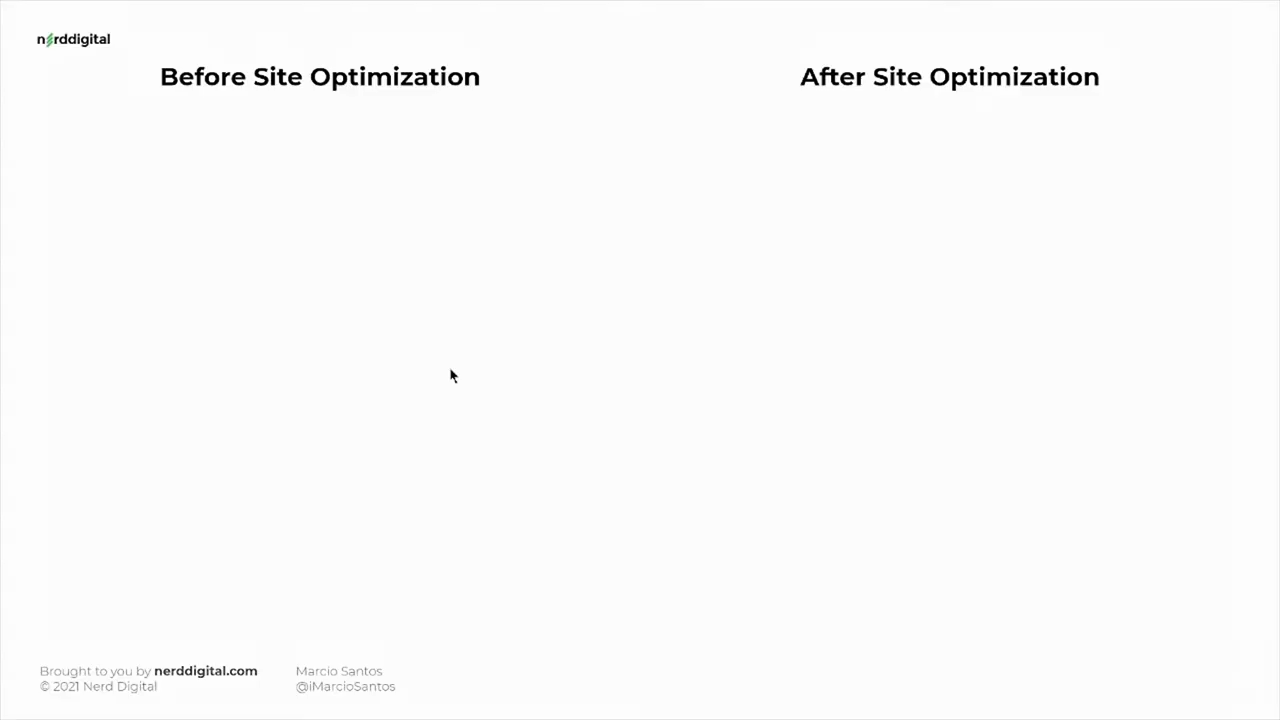 nerddigital
Before Site Optimization
After Site Optimization
Brought to you by nerddigital.com
© 2021 Nerd Digital
Marcio Santos
@iMarcioSantos